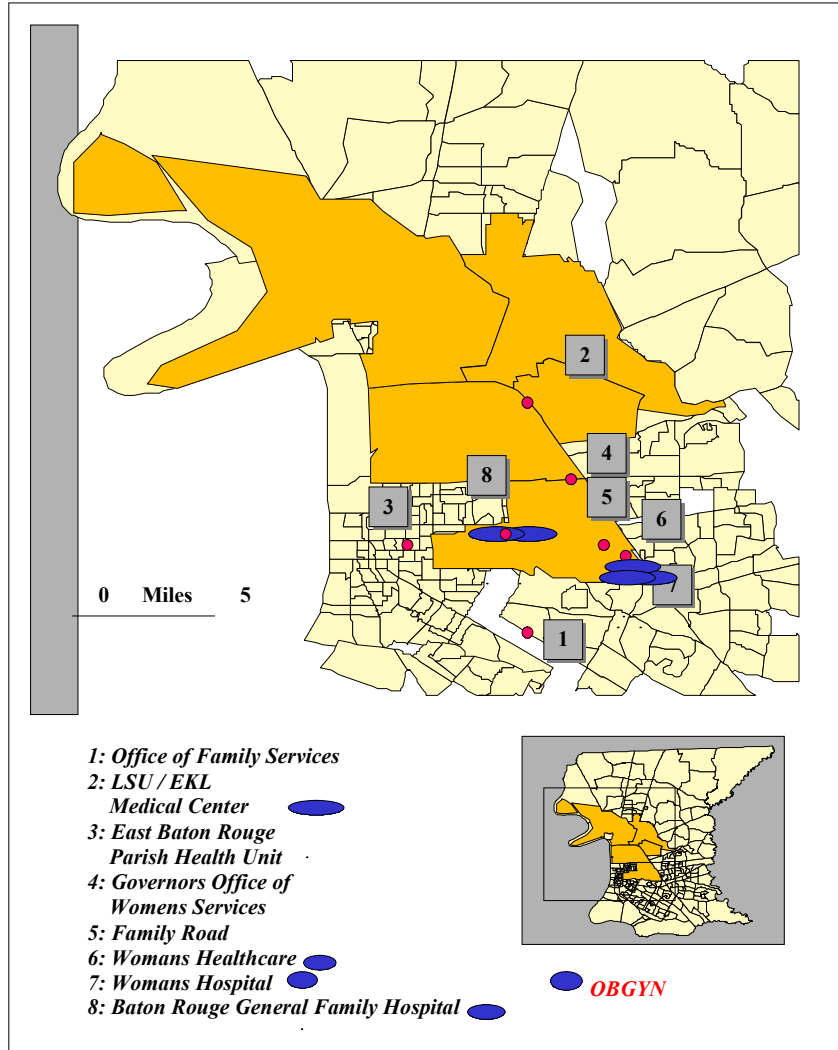 2
4
8
5
3
6
7
0 Miles 5
1
1: Office of Family Services
2: LSU / EKL
Medical Center
3: East Baton Rouge
Parish Health Unit
4: Governors Office of
Womens Services
5: Family Road
6: Womans Healthcare
7: Womans Hospital
8: Baton Rouge General Family Hospital
OBGYN